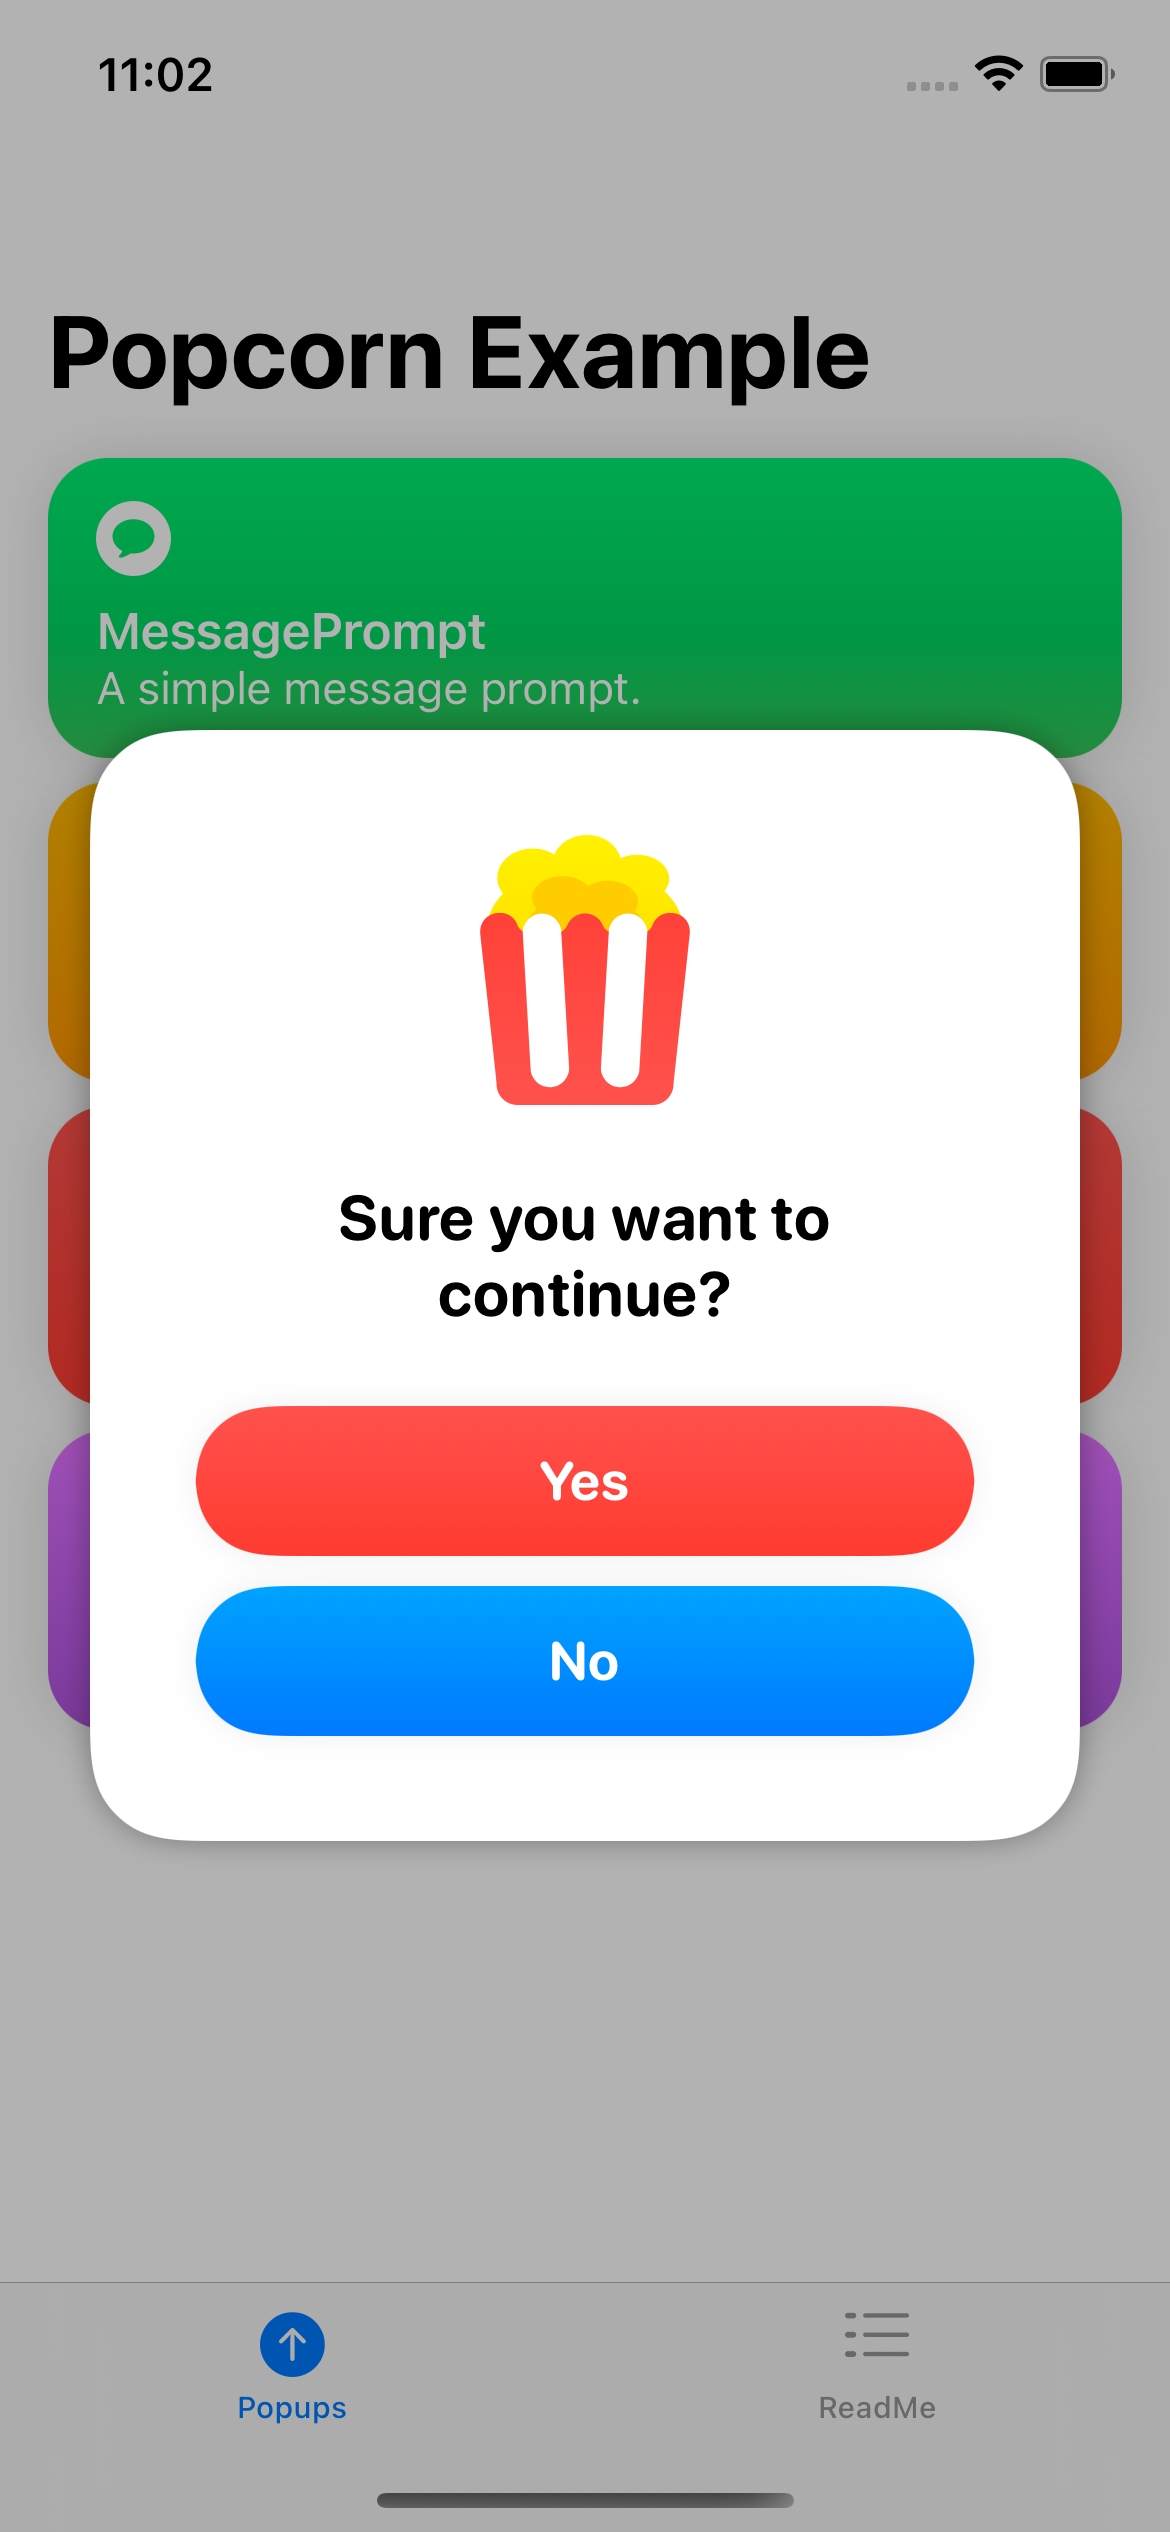 11:02
Popcorn Example
MessagePrompt
A simple message prompt.
Sure you want to
continue?
Yes
No
Popups
ReadMe